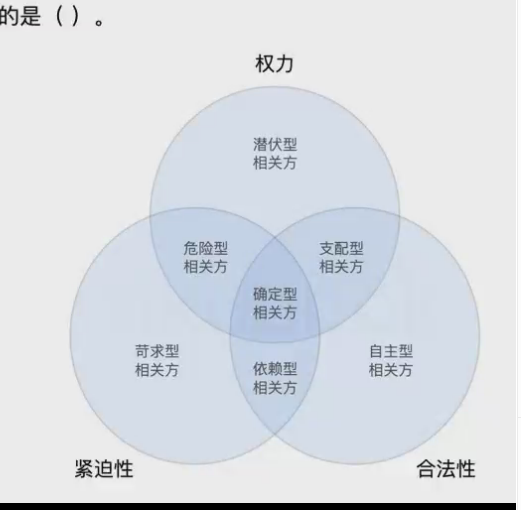 的是（ ）。
权力
潜伏型
相关方
危险型
相关方
支配型
相关方
确定型
相关方
苛求型
相关方
依赖型
相关方
自主型
相关方
紧迫性
合法性